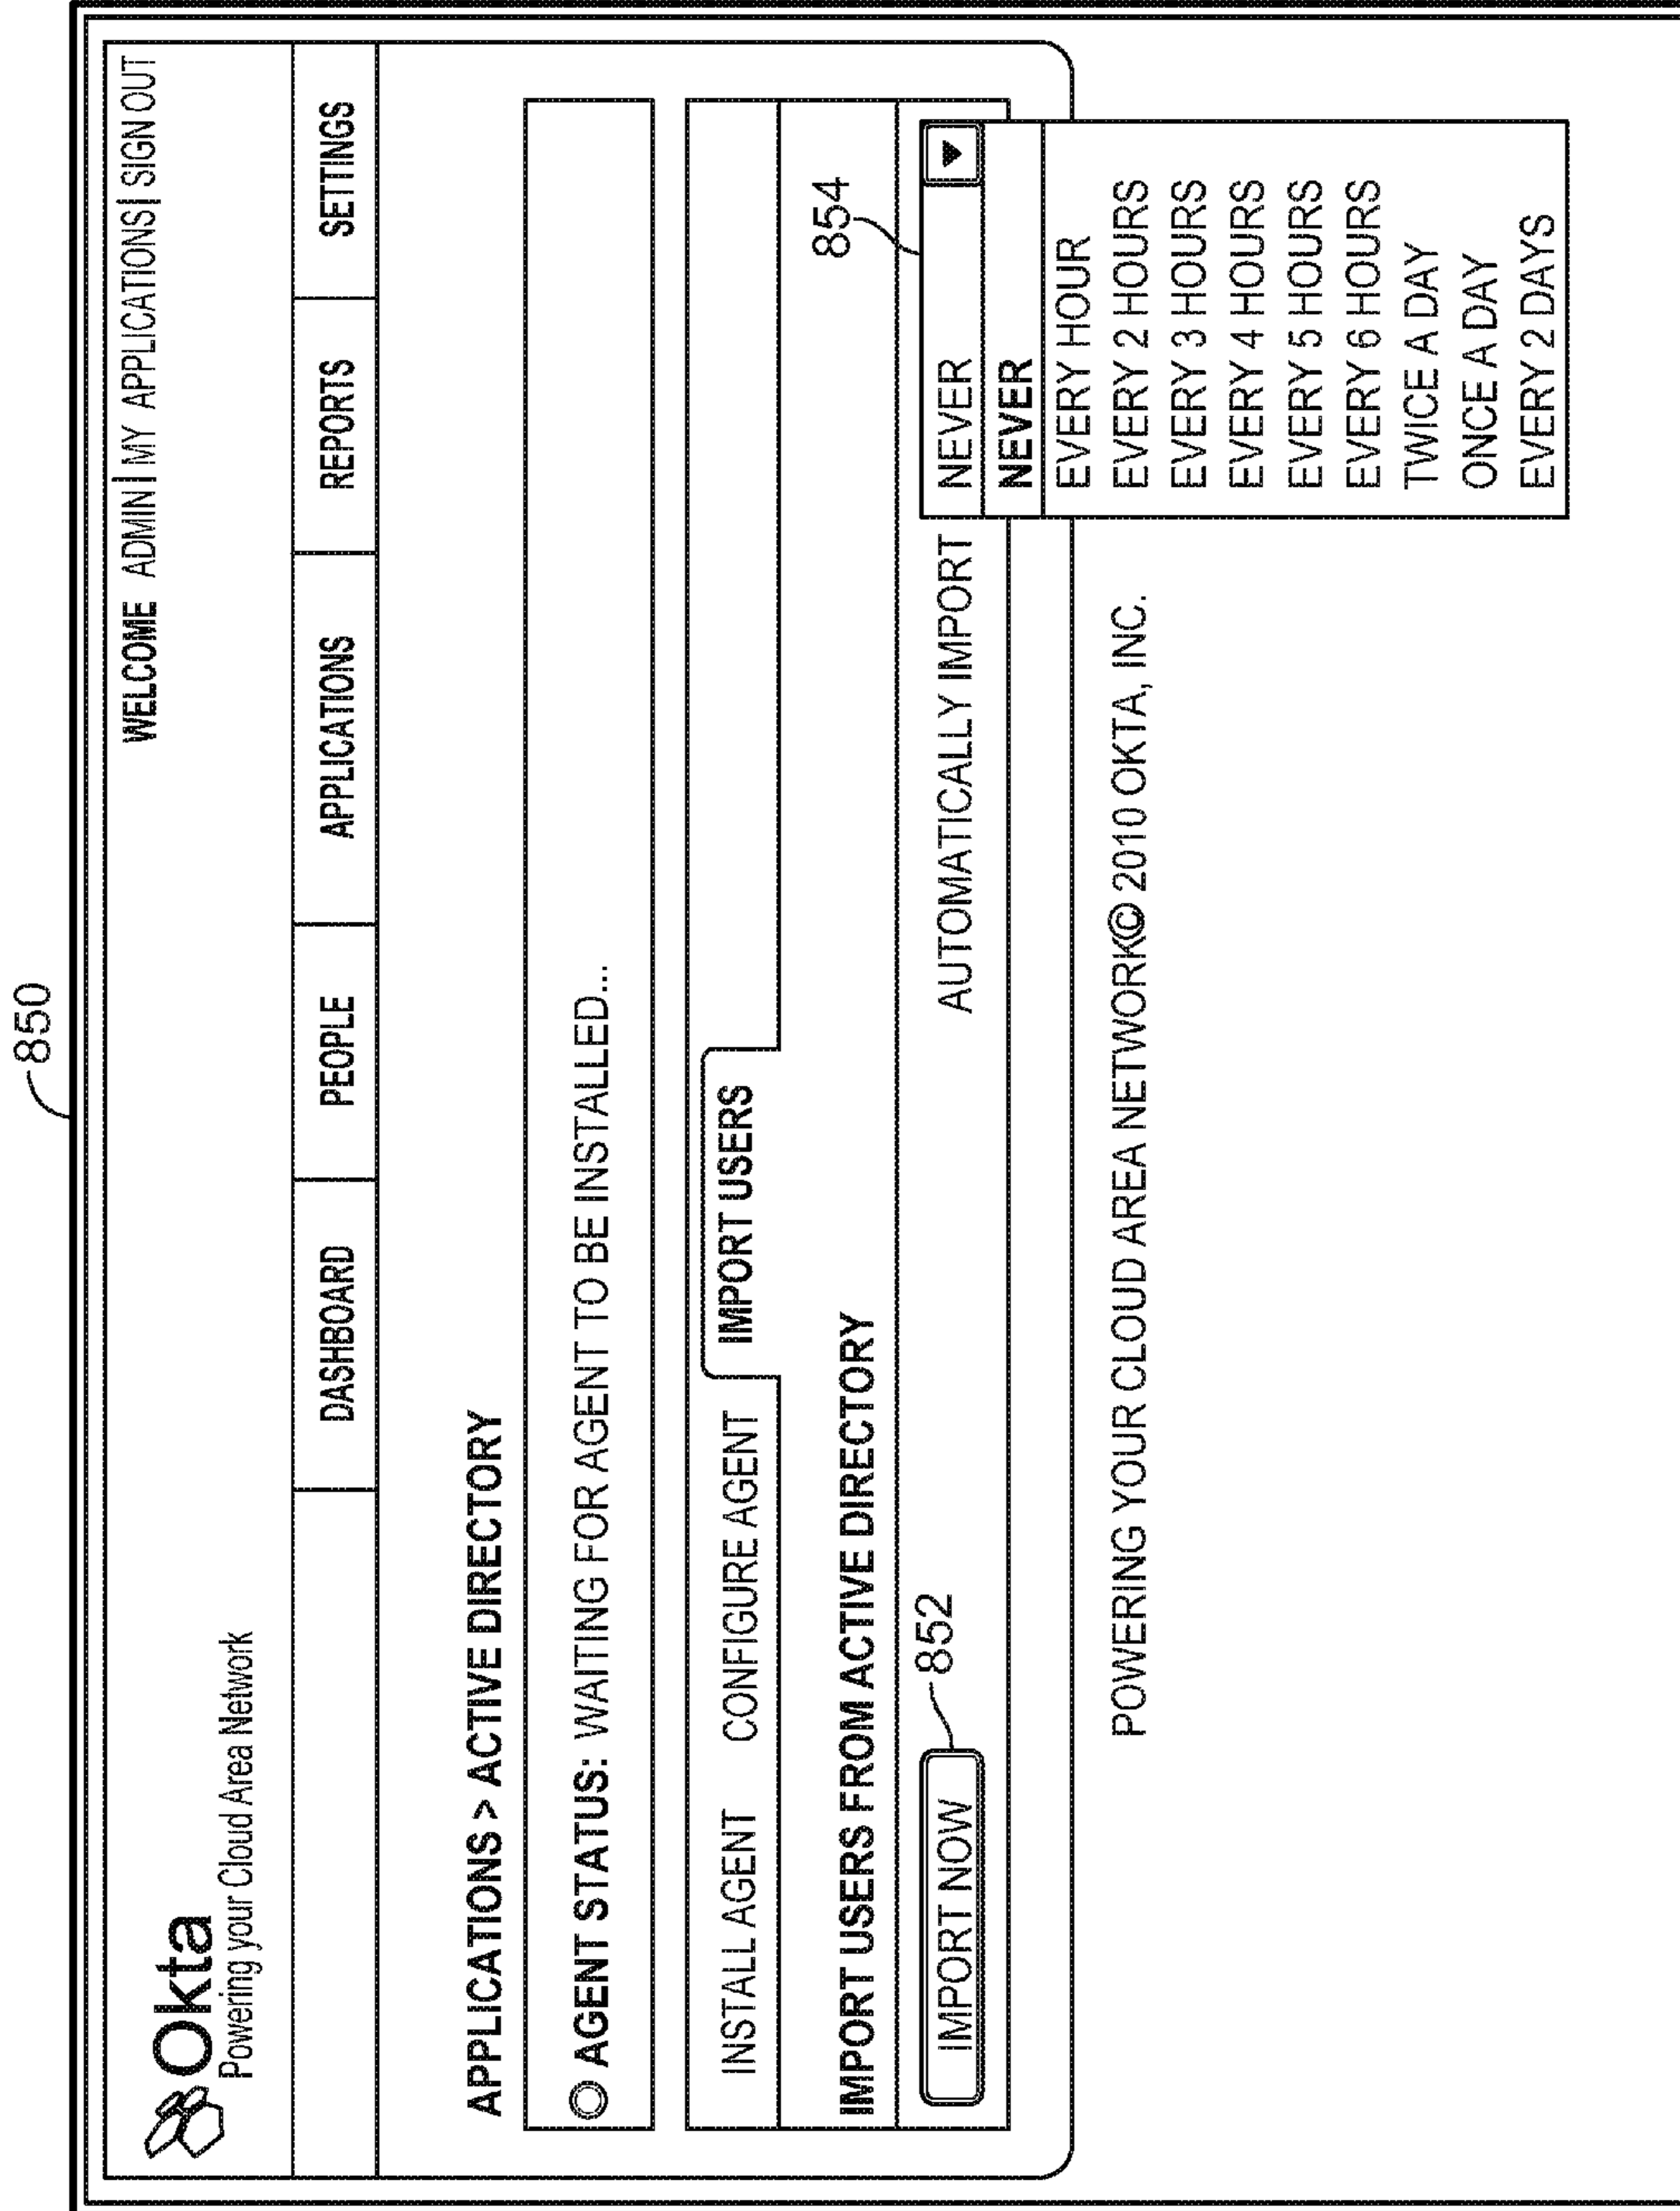 850
WELCOME ADMIN| MY APPLICATIONS| SIGN OUT
Okta
Powering your Cloud Area Network
DASHBOARD PEOPLE APPLICATIONS REPORTS SETTINGS
APPLICATIONS > ACTIVE DIRECTORY
AGENT STATUS: WAITING FOR AGENT TO BE INSTALLED...
INSTALL AGENT CONFIGURE AGENT IMPORT USERS
IMPORT USERS FROM ACTIVE DIRECTORY
854
852
IMPORT NOW AUTOMATICALLY IMPORT NEVER
NEVER
EVERY HOUR
EVERY 2 HOURS
EVERY 3 HOURS
EVERY 4 HOURS
EVERY 5 HOURS
EVERY 6 HOURS
TWICE A DAY
ONCE A DAY
EVERY 2 DAYS
POWERING YOUR CLOUD AREA NETWORK© 2010 OKTA, INC.